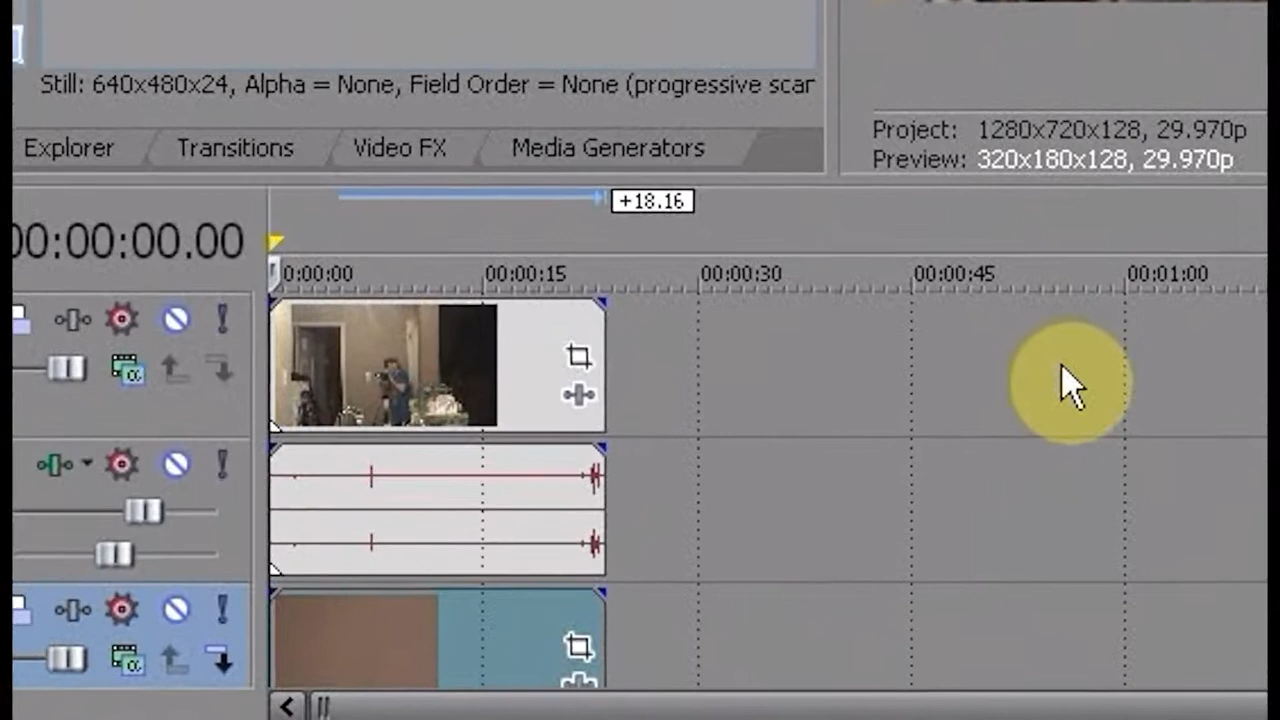 Still: 640x480x24, Alpha = None, Field Order = None (progressive scar
Explorer Transitions Video FX Media Generators
Project: 1280x720x128, 29.970p
Preview: 320x180x128, 29.970p
+18.16
00:00:00.00
0:00:00 00:00:15 00:00:30 00:00:45 00:01:00